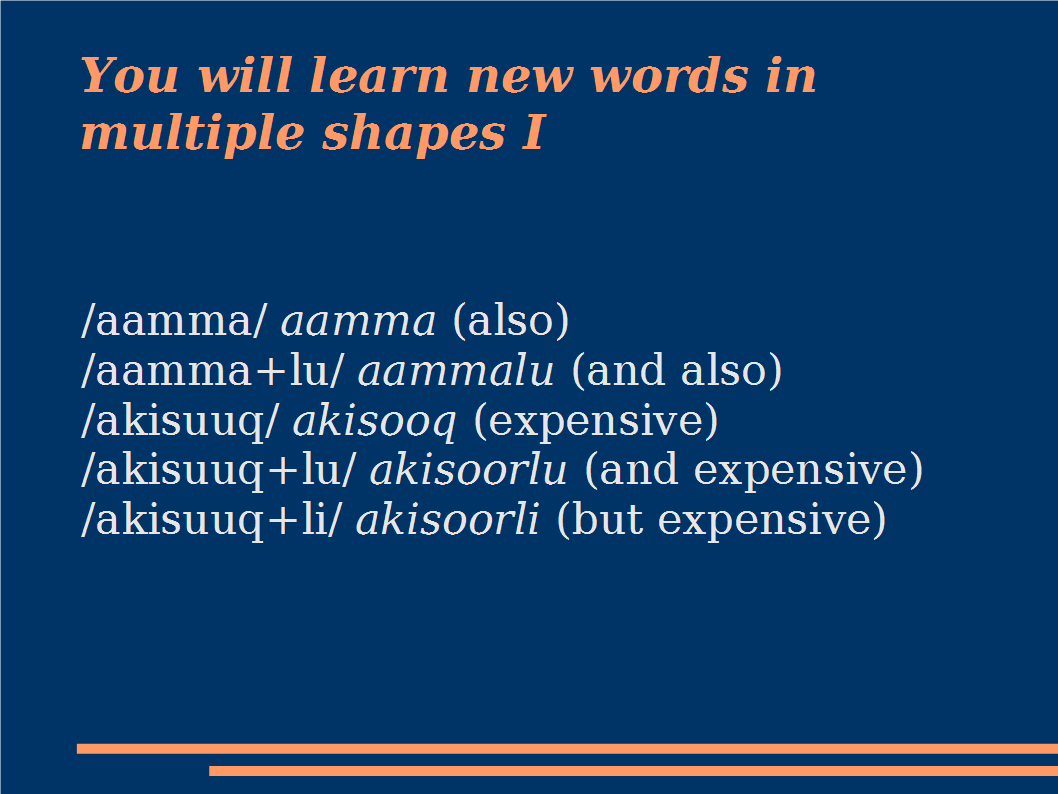 You will learn new words in
multiple shapes I
/aamma/ aamma (also)
/aamma+lu/ aammalu (and also)
/akisuuq/ akisooq (expensive)
/akisuuq+lu/ akisoorlu (and expensive)
/akisuuq+li/ akisoorli (but expensive)